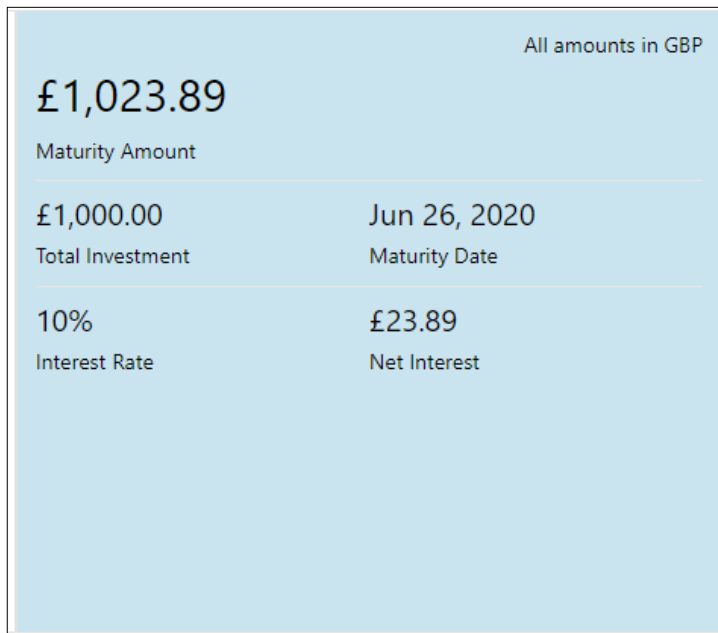 All amounts in GBP
£1,023.89
Maturity Amount
£1,000.00 Jun 26, 2020
Total Investment Maturity Date
10% £23.89
Interest Rate Net Interest